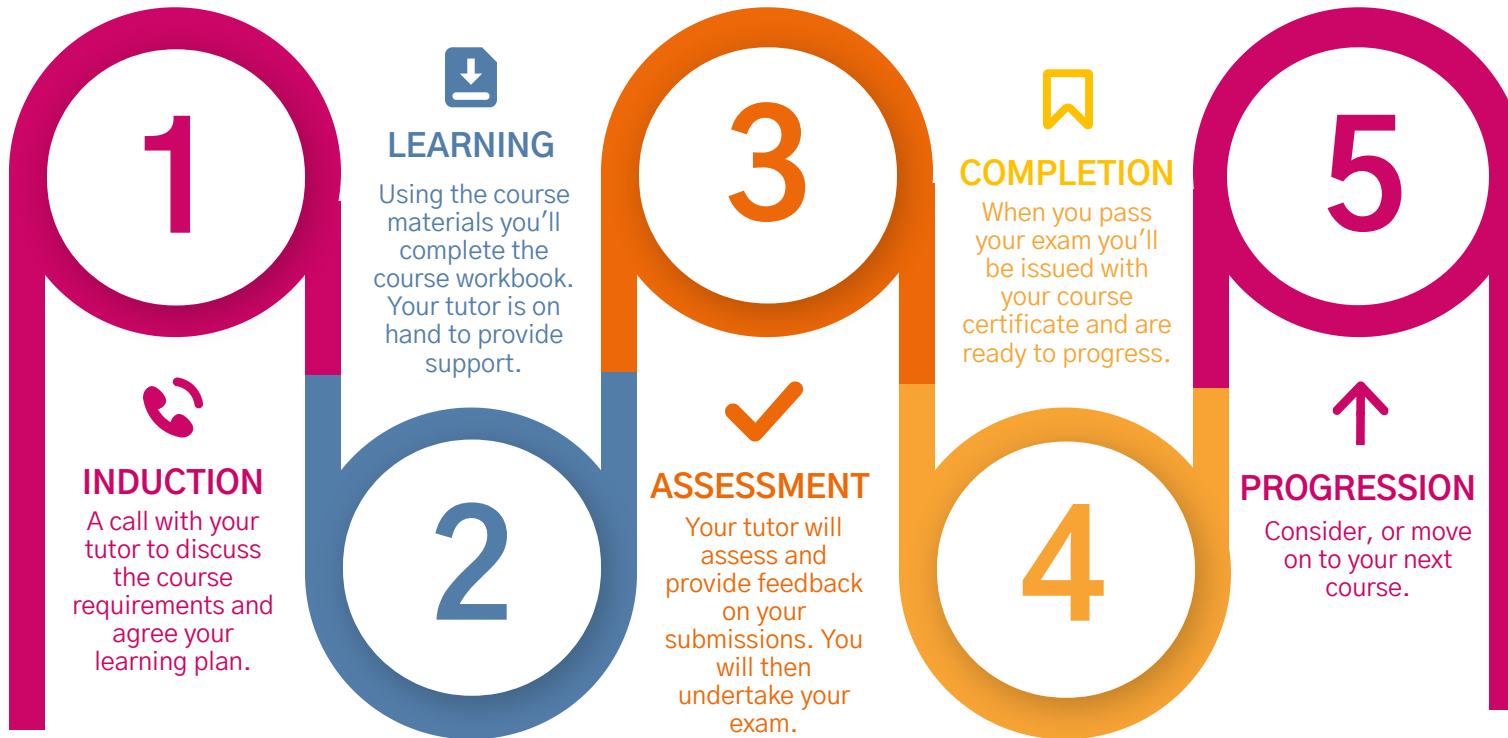 1
INDUCTION
A call with your
tutor to discuss
the course
requirements and
agree your
learning plan.
LEARNING
Using the course
materials you’ll
complete the
course workbook.
Your tutor is on
hand to provide
support.
2
3
ASSESSMENT
Your tutor will
assess and
provide feedback
on your
submissions. You
will then
undertake your
exam.
COMPLETION
When you pass
your exam you’ll
be issued with
your course
certificate and are
ready to progress.
4
5
PROGRESSION
Consider, or move
on to your next
course.